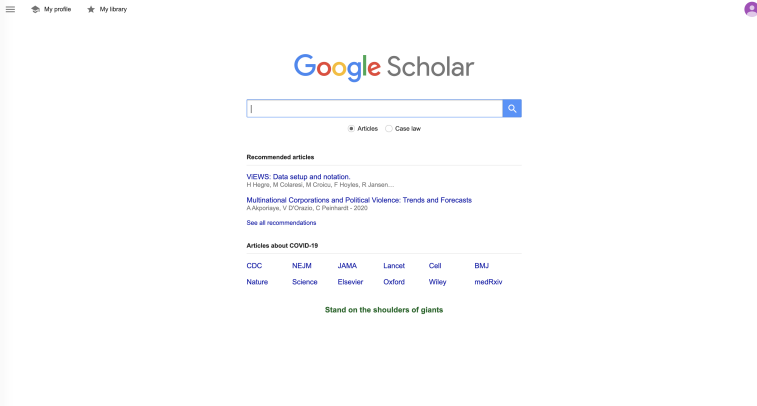 My profile
My library
Google Scholar
Articles
Case law
Recommended articles
ViEWS: Data setup and notation.
H Hegre, M Colaresi, M Croicu, F Hoyles, R Jansen…
Multinational Corporations and Political Violence: Trends and Forecasts
A Akporiaye, V D'Orazio, C Peinhardt - 2020
See all recommendations
Articles about COVID-19
CDC NEJM JAMA Lancet Cell BMJ
Nature Science Elsevier Oxford Wiley medRxiv
Stand on the shoulders of giants